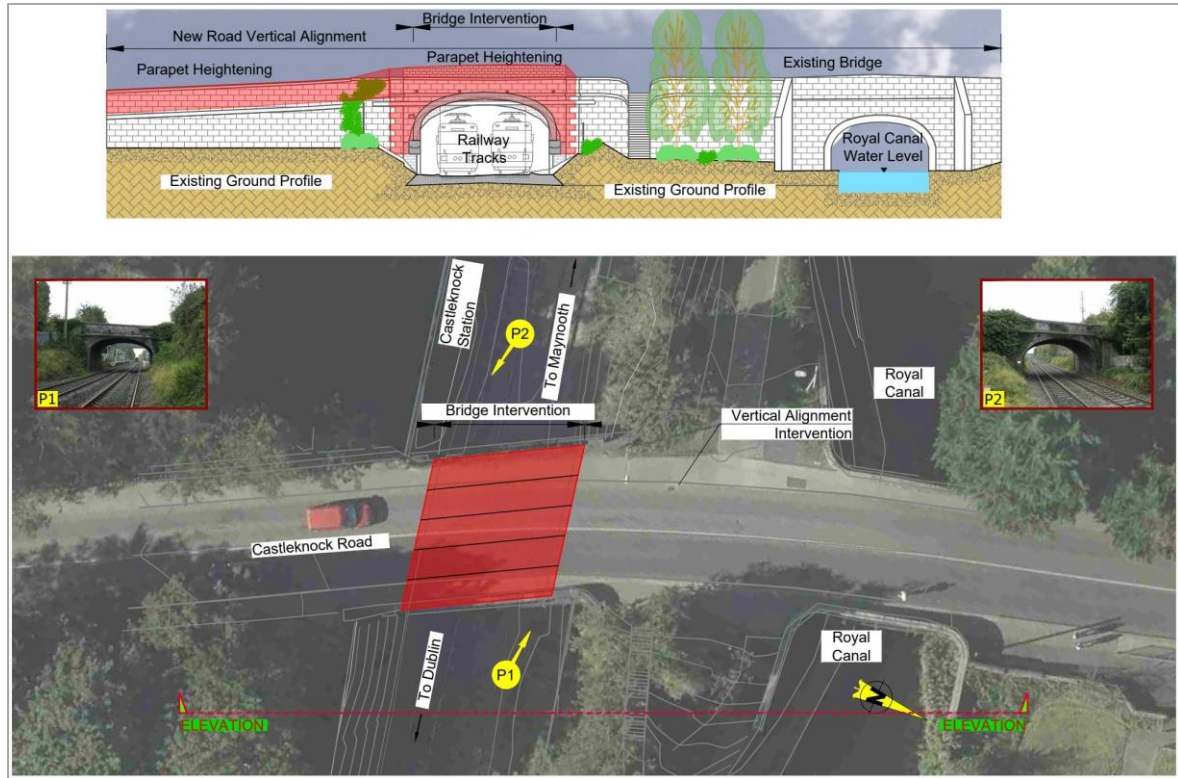 Bridge Intervention
New Road Vertical Alignment
Parapet Heightening
Parapet Heightening
Existing Bridge
Railway
Tracks
Royal Canal
Water Level
Existing Ground Profile
Existing Ground Profile
P1
P2
Castleknock
Station
P2
To Maynooth
Bridge Intervention
Royal
Canal
Vertical Alignment
Intervention
Castleknock Road
To Dublin
P1
Royal
Canal
N
ELEVATION
ELEVATION